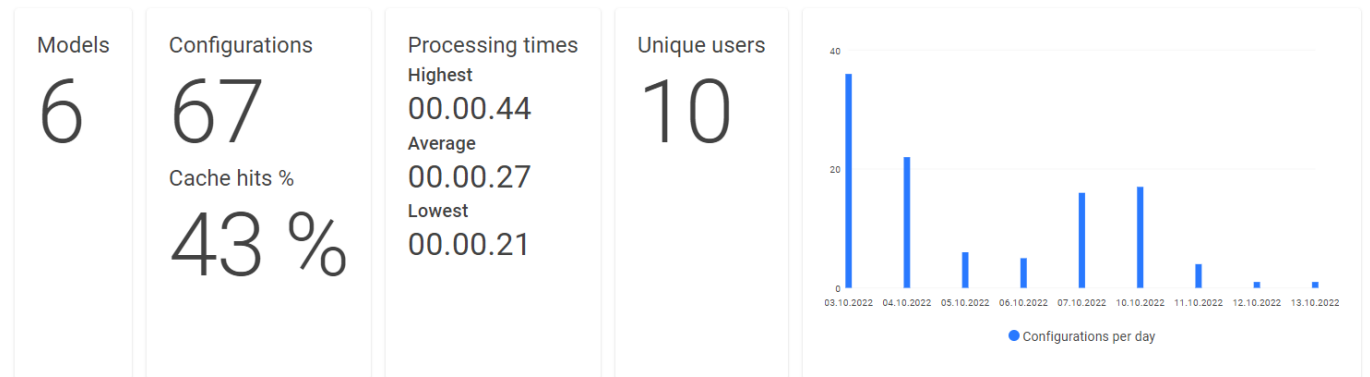 Models
6
Configurations
67
Cache hits %
43 %
Processing times
Highest
00.00.44
Average
00.00.27
Lowest
00.00.21
Unique users
10
40
20
0
03.10.2022 04.10.2022 05.10.2022 06.10.2022 07.10.2022 10.10.2022 11.10.2022 12.10.2022 13.10.2022
Configurations per day